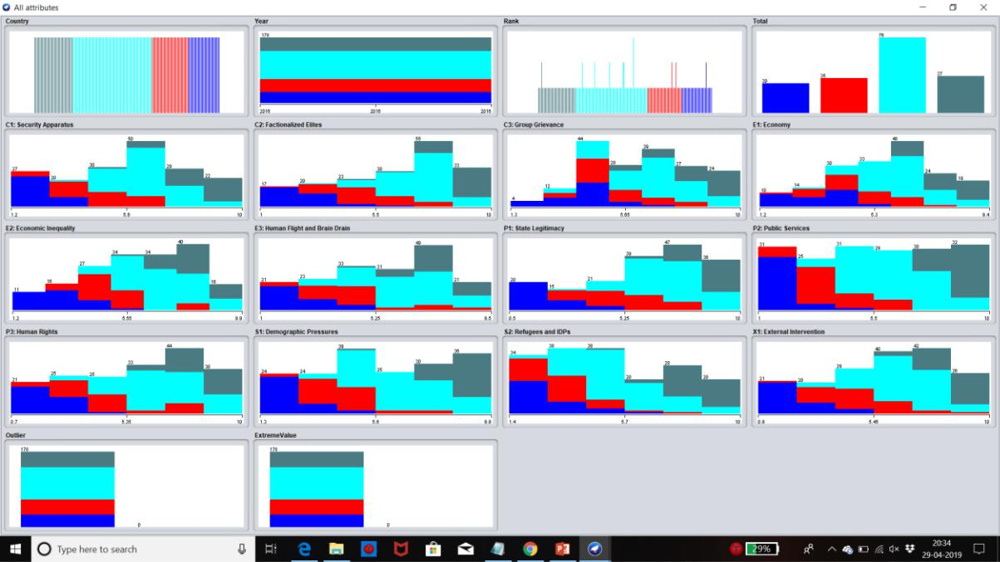 All attributes
Country
Year
Rank
Total
178
2016 2016 2016
30 35 76 37
C1: Security Apparatus
C2: Factionalized Elites
C3: Group Grievance
E1: Economy
1.2 5.6 10
17 20 23 30 55 33
1 10
4 12 44 28 39 27 24
1.3 5.65 10
10 14 30 33 48 24 19
1.2 5.3 9.4
E2: Economic Inequality
E3: Human Flight and Brain Drain
P1: State Legitimacy
P2: Public Services
11 16 27 34 34 40 16
1.2 5.55 9.9
21 23 33 31 49 21
1 5.25 9.5
20 15 21 39 47 36
0.5 5.25 10
31 25 31 29 30 32
1 5.5 10
P3: Human Rights
S1: Demographic Pressures
S2: Refugees and IDPs
X1: External Intervention
21 25 25 33 44 30
0.7 5.35 10
24 24 39 25 30 36
1.3 5.6 9.9
34 38 38 20 28 20
1.4 5.7 10
21 20 29 40 42 26
0.9 5.45 10
Outlier
ExtremeValue
178 0
178 0
Type here to search
29%
20:34
29-04-2019